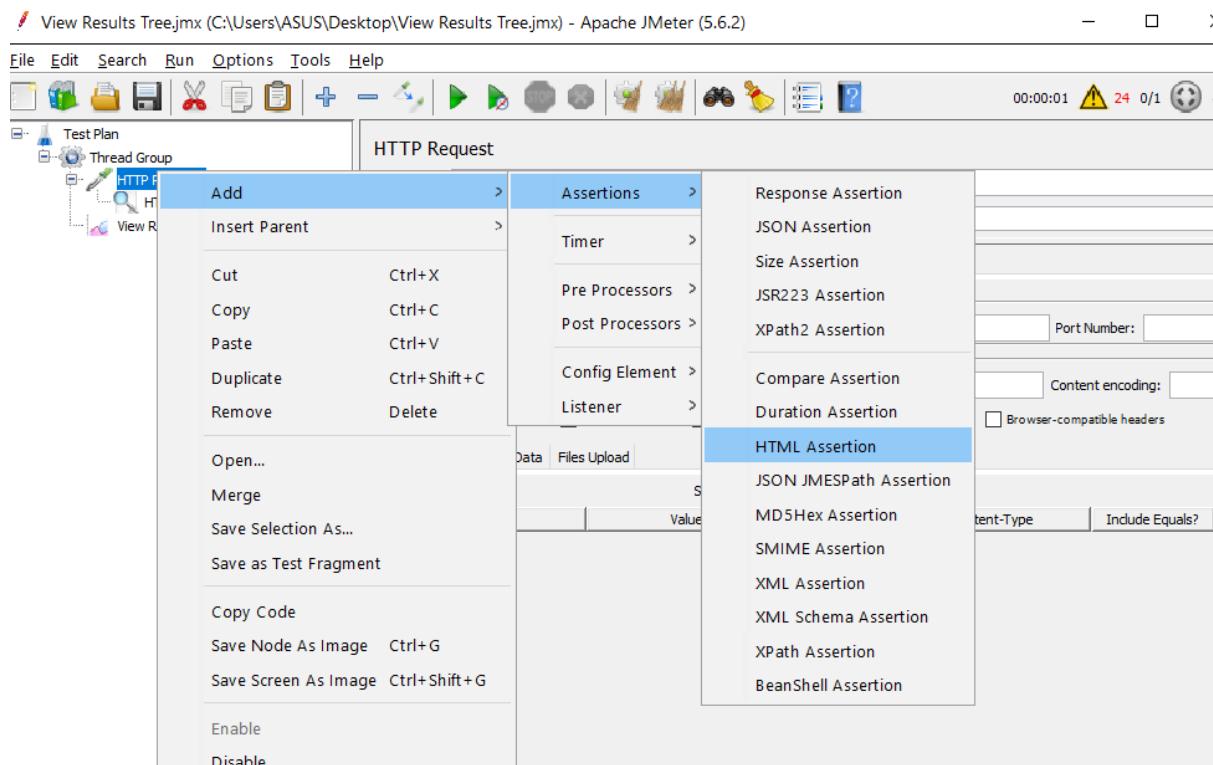 View Results Tree.jmx (C:\Users\ASUS\Desktop\View Results Tree.jmx) - Apache JMeter (5.6.2)
File Edit Search Run Options Tools Help
STOP 00:00:01 24 0/1
Test Plan
Thread Group
HTTP Request
HTTP
View R
Add >
Insert Parent >
Cut Ctrl+X
Copy Ctrl+C
Paste Ctrl+V
Duplicate Ctrl+Shift+C
Remove Delete
Open...
Merge
Save Selection As...
Save as Test Fragment
Copy Code
Save Node As Image Ctrl+G
Save Screen As Image Ctrl+Shift+G
Enable
Disable
Assertions >
Timer >
Pre Processors >
Post Processors >
Config Element >
Listener >
Response Assertion
JSON Assertion
Size Assertion
JSR223 Assertion
XPath2 Assertion
Compare Assertion
Duration Assertion
HTML Assertion
JSON JMESPath Assertion
MD5Hex Assertion
SMIME Assertion
XML Assertion
XML Schema Assertion
XPath Assertion
BeanShell Assertion
Port Number:
Content encoding:
Browser-compatible headers
Data Files Upload
S
Value tent-Type Include Equals?